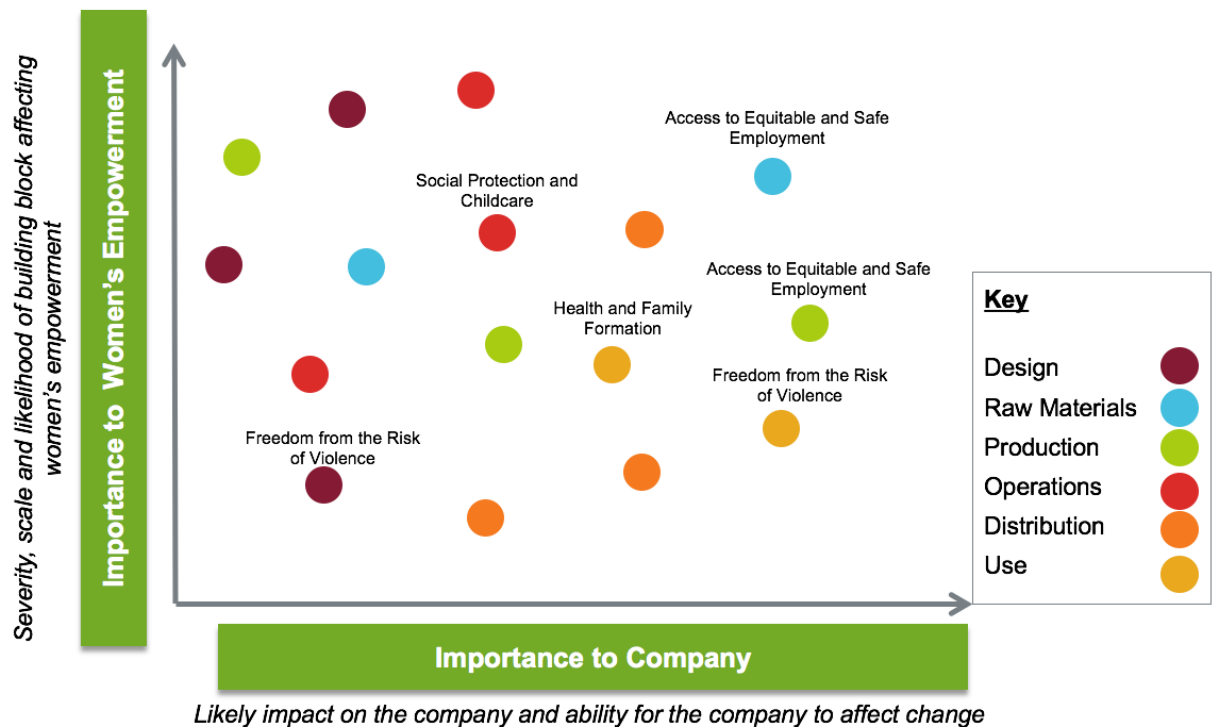 Severity, scale and likelihood of building block affecting
women's empowerment
Importance to Women's Empowerment
Access to Equitable and Safe
Employment
Social Protection and
Childcare
Access to Equitable and Safe
Employment
Health and Family
Formation
Freedom from the Risk
of Violence
Freedom from the Risk
of Violence
Key
Design
Raw Materials
Production
Operations
Distribution
Use
Importance to Company
Likely impact on the company and ability for the company to affect change